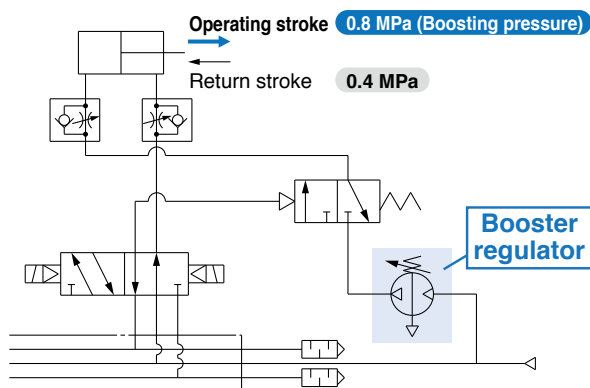 Operating stroke 0.8 MPa (Boosting pressure)
Return stroke 0.4 MPa
Booster
regulator